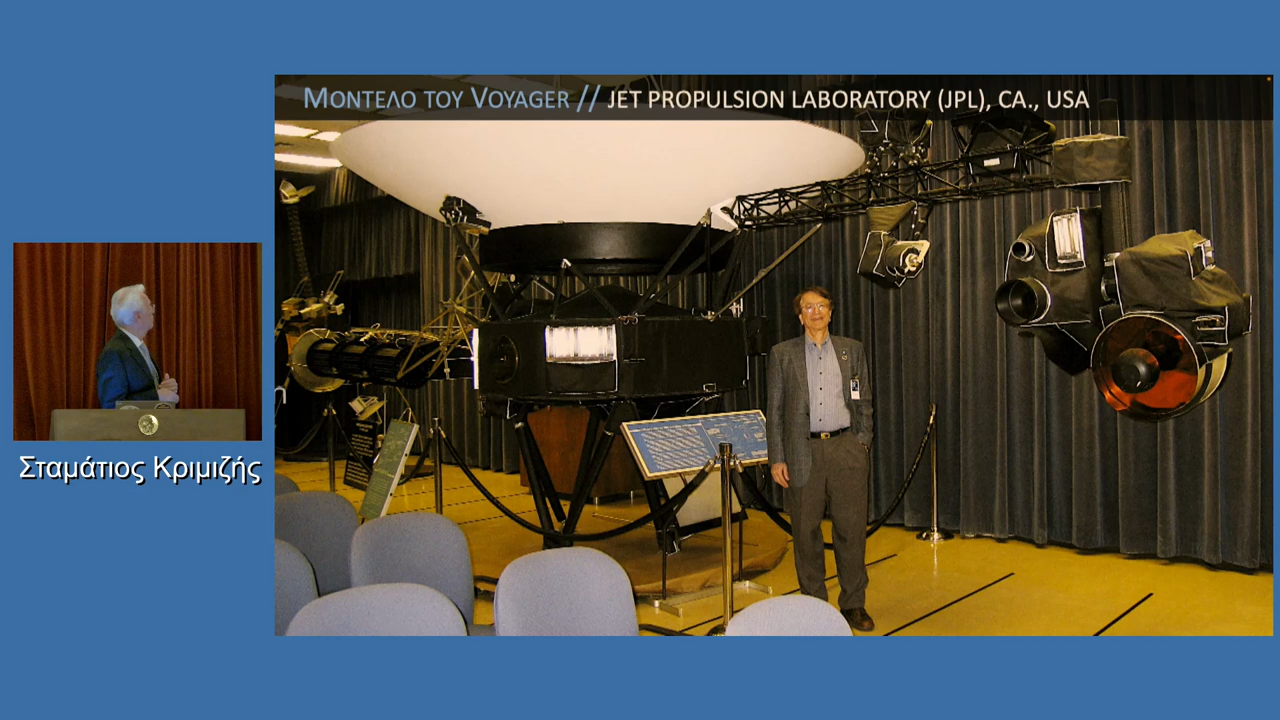 ΜΟΝΤΕΛΟ ΤΟΥ VOYAGER // JET PROPULSION LABORATORY (JPL), CA., USA
Σταμάτιος Κριμιζής